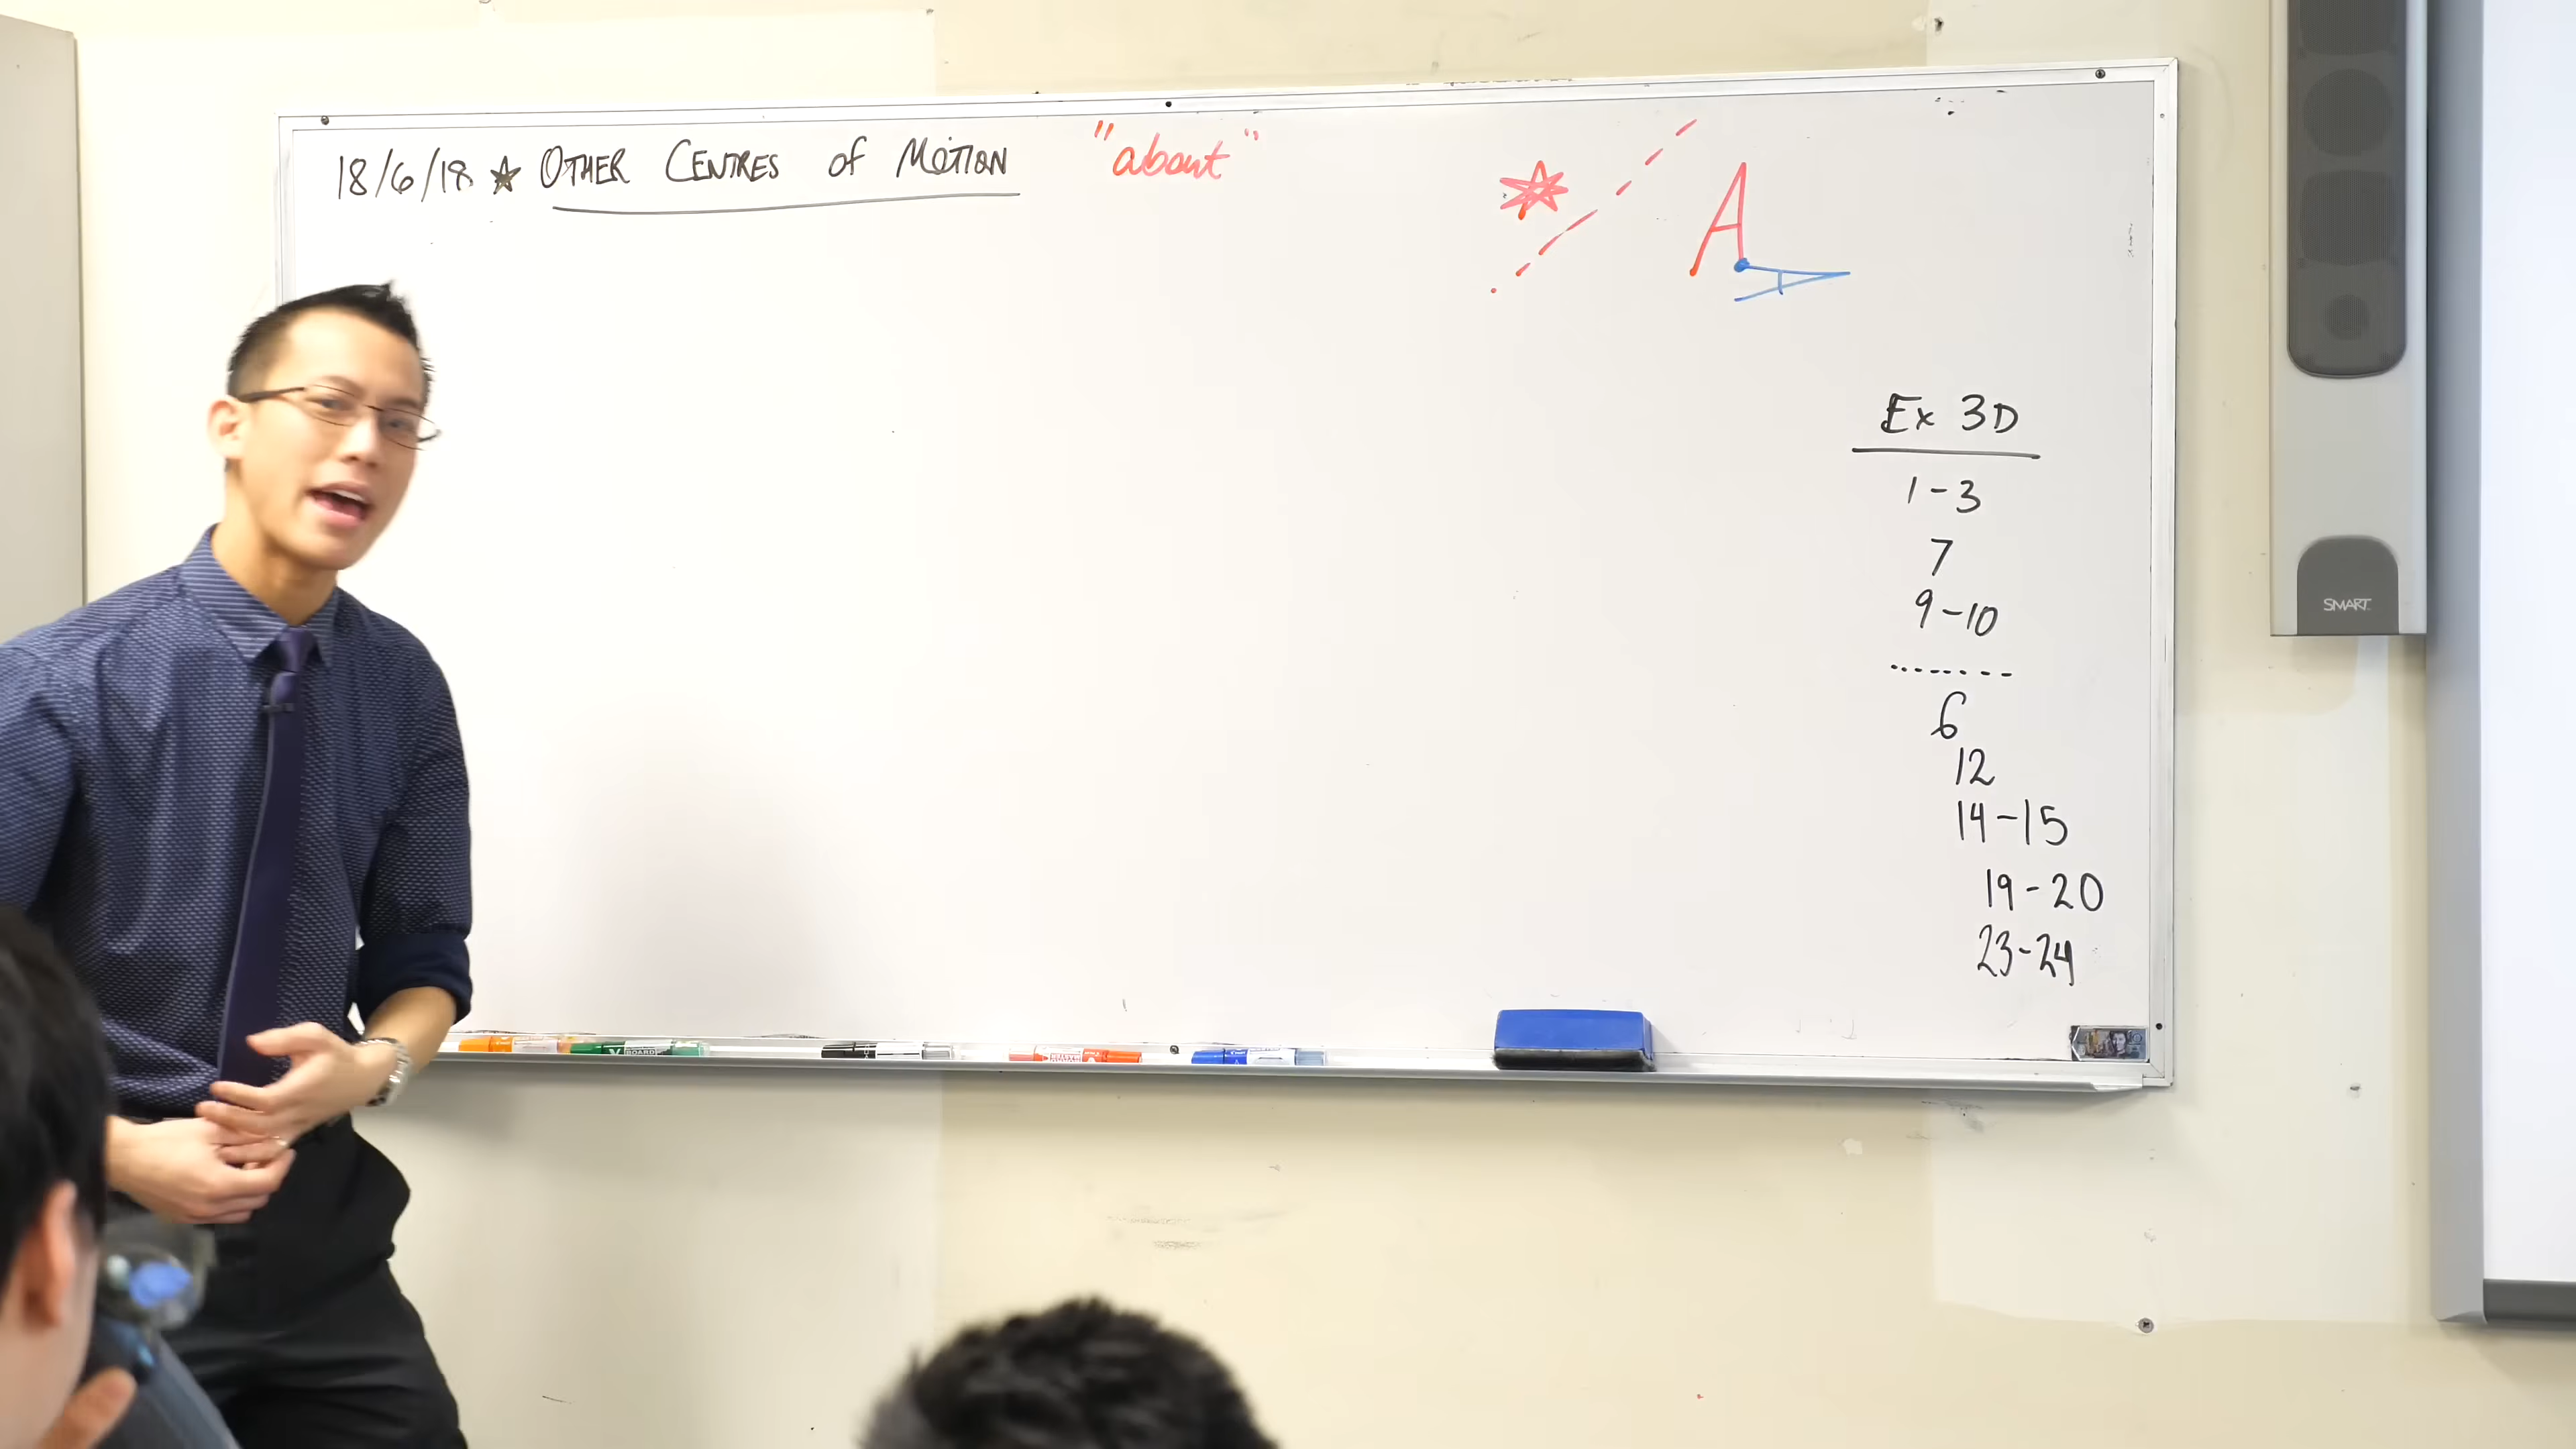 18/6/18 ★ OTHER CENTRES of MOTION "about"
A
A
Ex 3D
1-3
7
9-10
6
12
14-15
19-20
23-24
SMART